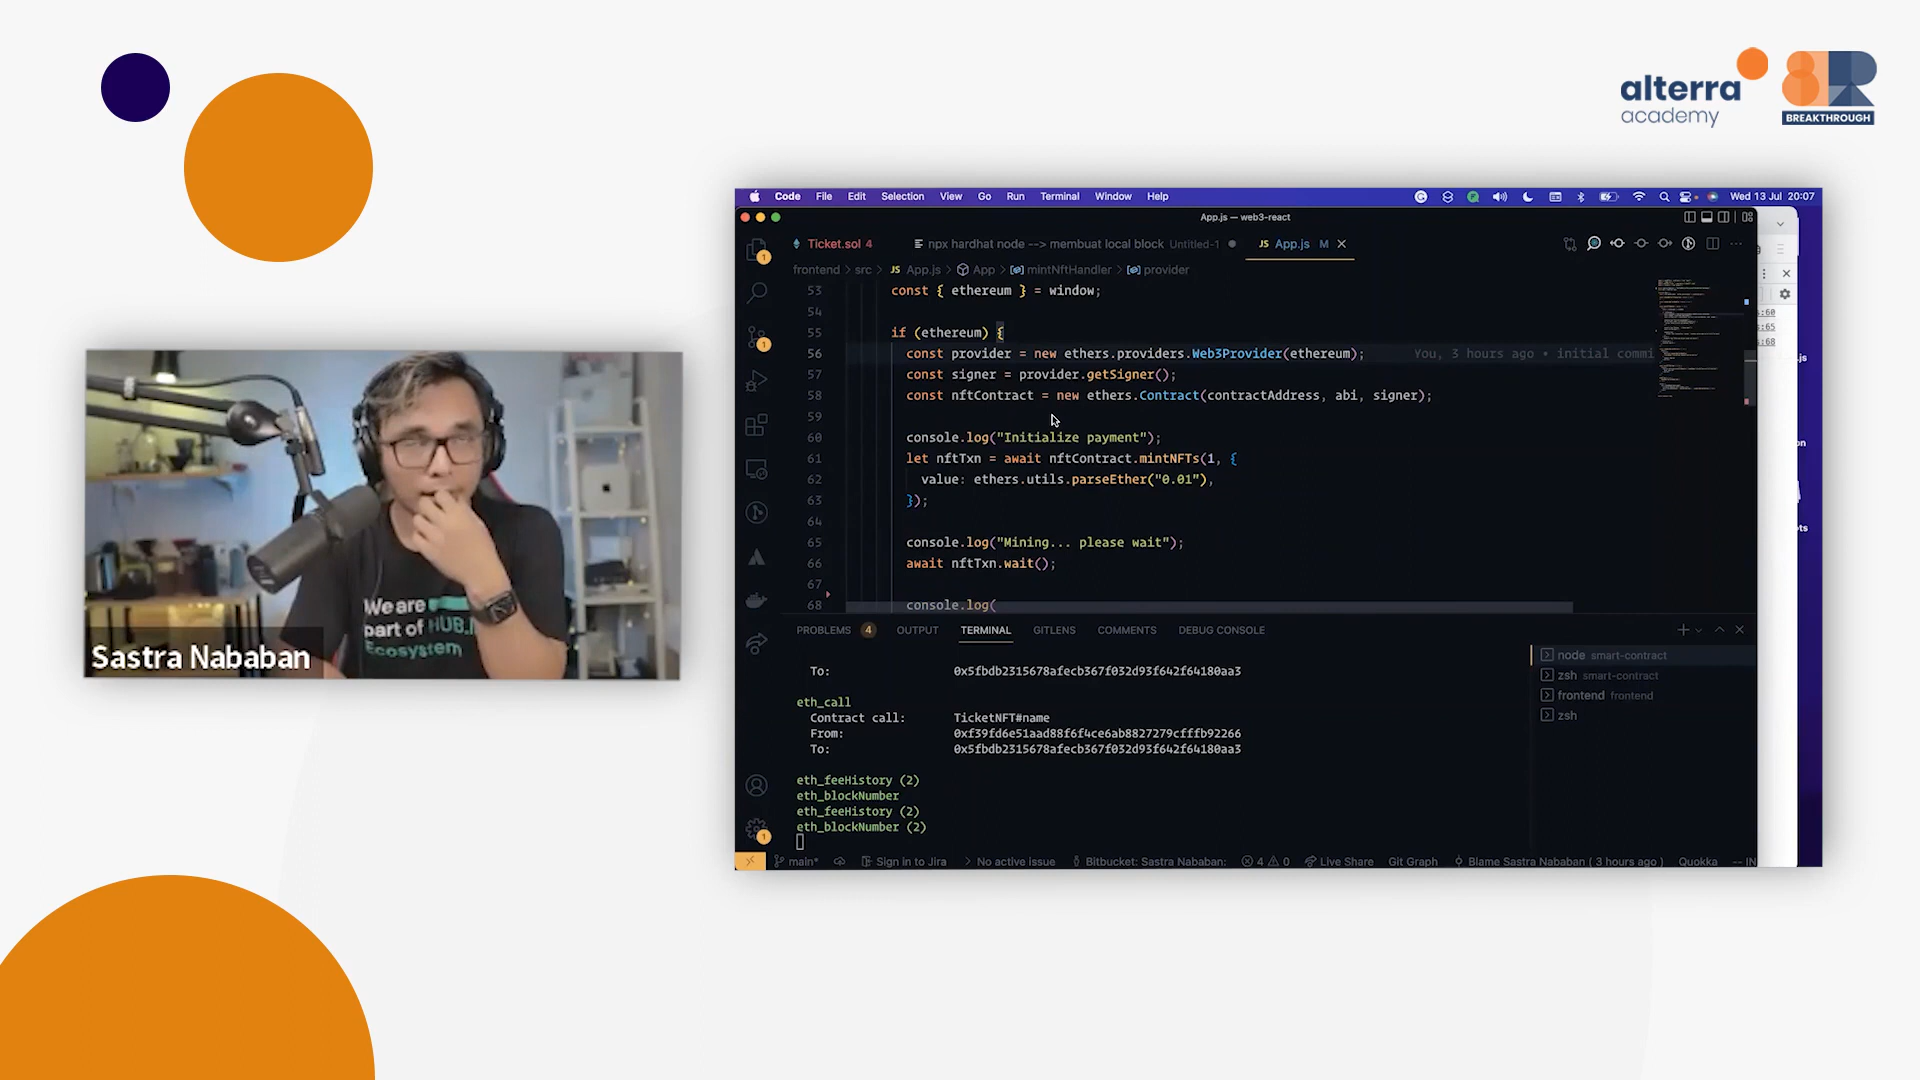 alterra
academy
BREAKTHROUGH
Code File Edit Selection View Go Run Terminal Window Help
Wed 13 Jul 20:07
App.js — web3-react
Ticket.sol 4
npx hardhat node --> membuat local block Untitled-1
JS App.js M
frontend > src > JS App.js > App > mintNftHandler > provider
53 const { ethereum } = window;
54
55 if (ethereum) {
56 const provider = new ethers.providers.Web3Provider(ethereum); You, 3 hours ago • initial commi
57 const signer = provider.getSigner();
58 const nftContract = new ethers.Contract(contractAddress, abi, signer);
59
60 console.log("Initialize payment");
61 let nftTxn = await nftContract.mintNFTs(1, {
62 value: ethers.utils.parseEther("0.01"),
63 });
64
65 console.log("Mining... please wait");
66 await nftTxn.wait();
67
68 console.log(
s:60
s:65
s:68
.js
PROBLEMS 4 OUTPUT TERMINAL GITLENS COMMENTS DEBUG CONSOLE
To: 0x5fbdb2315678afecb367f032d93f642f64180aa3
eth_call
Contract call: TicketNFT#name
From: 0xf39fd6e51aad88f6f4ce6ab8827279cfffb92266
To: 0x5fbdb2315678afecb367f032d93f642f64180aa3
eth_feeHistory (2)
eth_blockNumber
eth_feeHistory (2)
eth_blockNumber (2)
node smart-contract
zsh smart-contract
frontend frontend
zsh
main* Sign in to Jira No active issue Bitbucket: Sastra Nababan: 4 0 Live Share Git Graph Blame Sastra Nababan ( 3 hours ago ) Quokka -- IN
We are
part of HUB.I
Ecosystem
Sastra Nababan